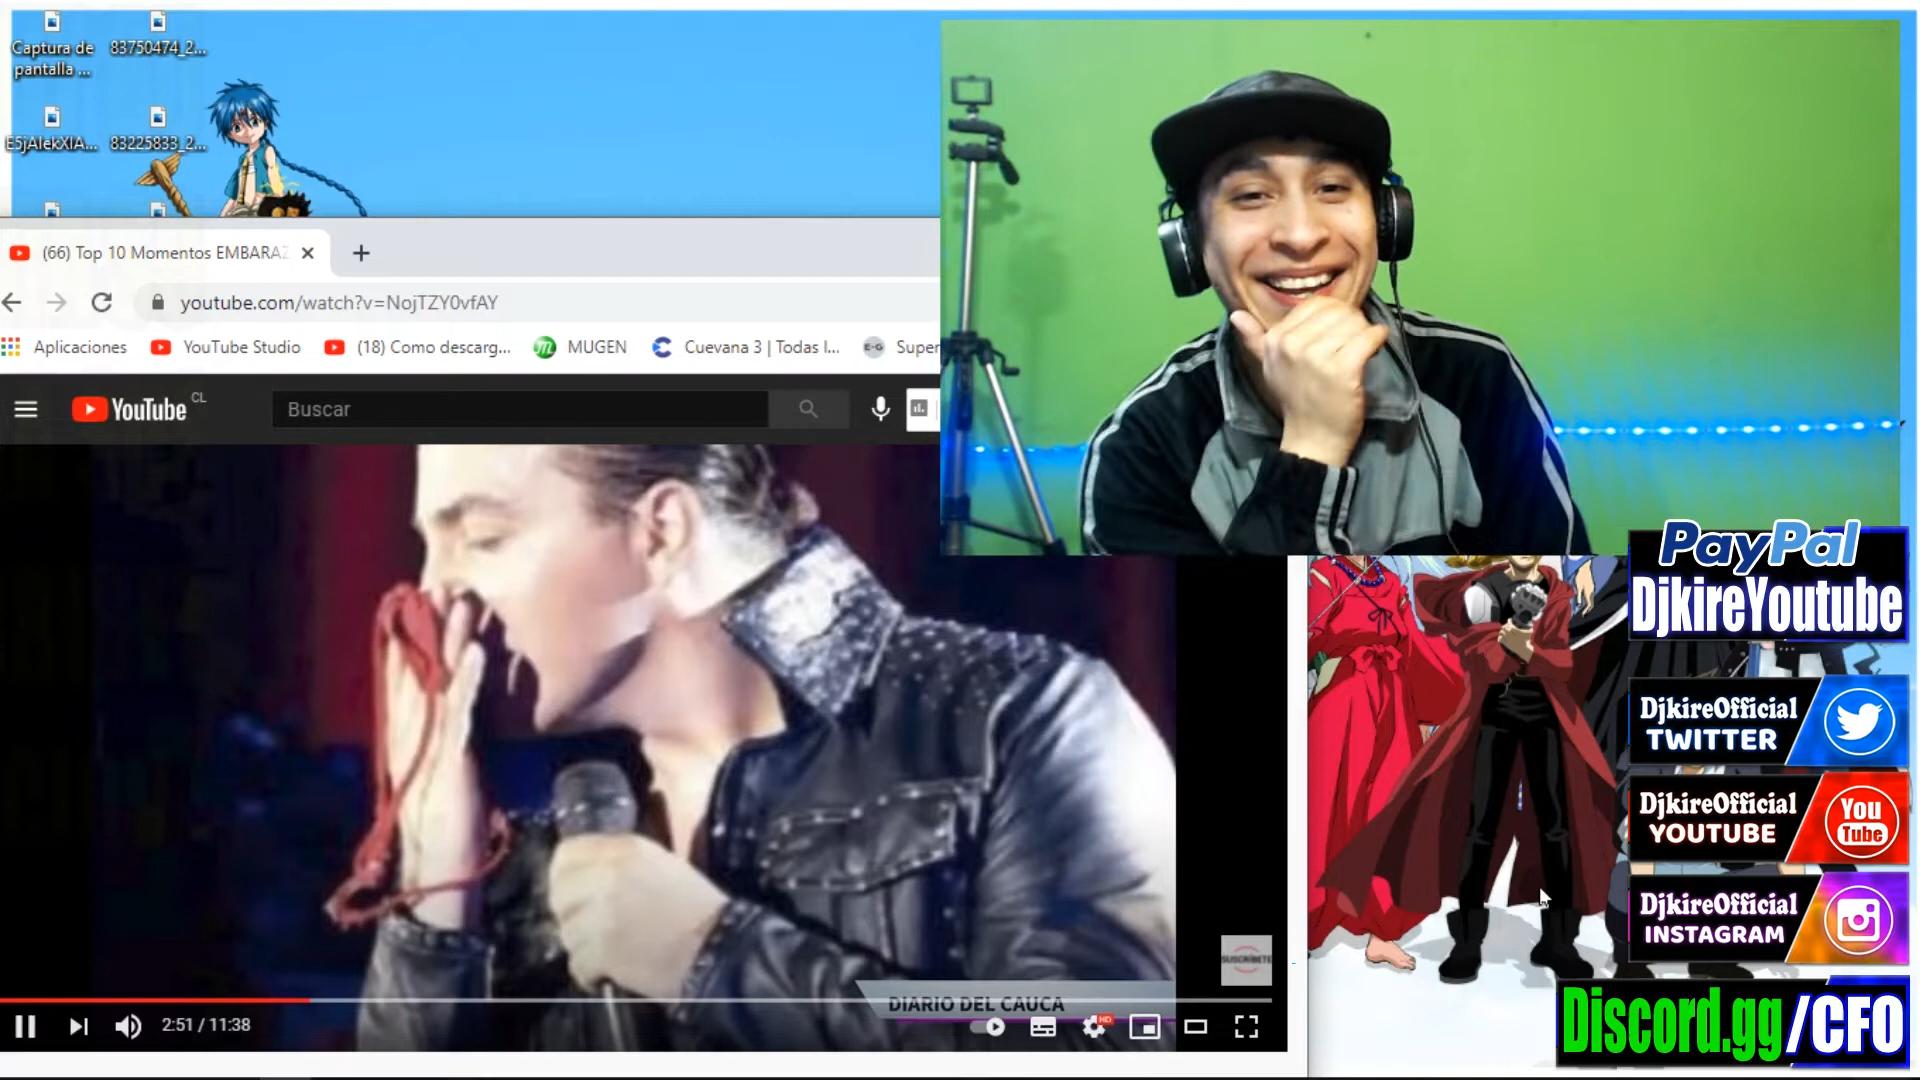 Captura de
pantalla ...
83750474_2...
E5jAlekXIA...
83225833_2...
(66) Top 10 Momentos EMBARAZ
youtube.com/watch?v=NojTZY0vfAY
Aplicaciones
YouTube Studio
(18) Como descarg...
MUGEN
Cuevana 3 | Todas l...
E-G
Super
YouTube CL
Buscar
SUSCRÍBETE
DIARIO DEL CAUCA
2:51 / 11:38
HD
PayPal
DjkireYoutube
DjkireOfficial
TWITTER
DjkireOfficial
YOUTUBE
You
Tube
DjkireOfficial
INSTAGRAM
Discord.gg/CFO